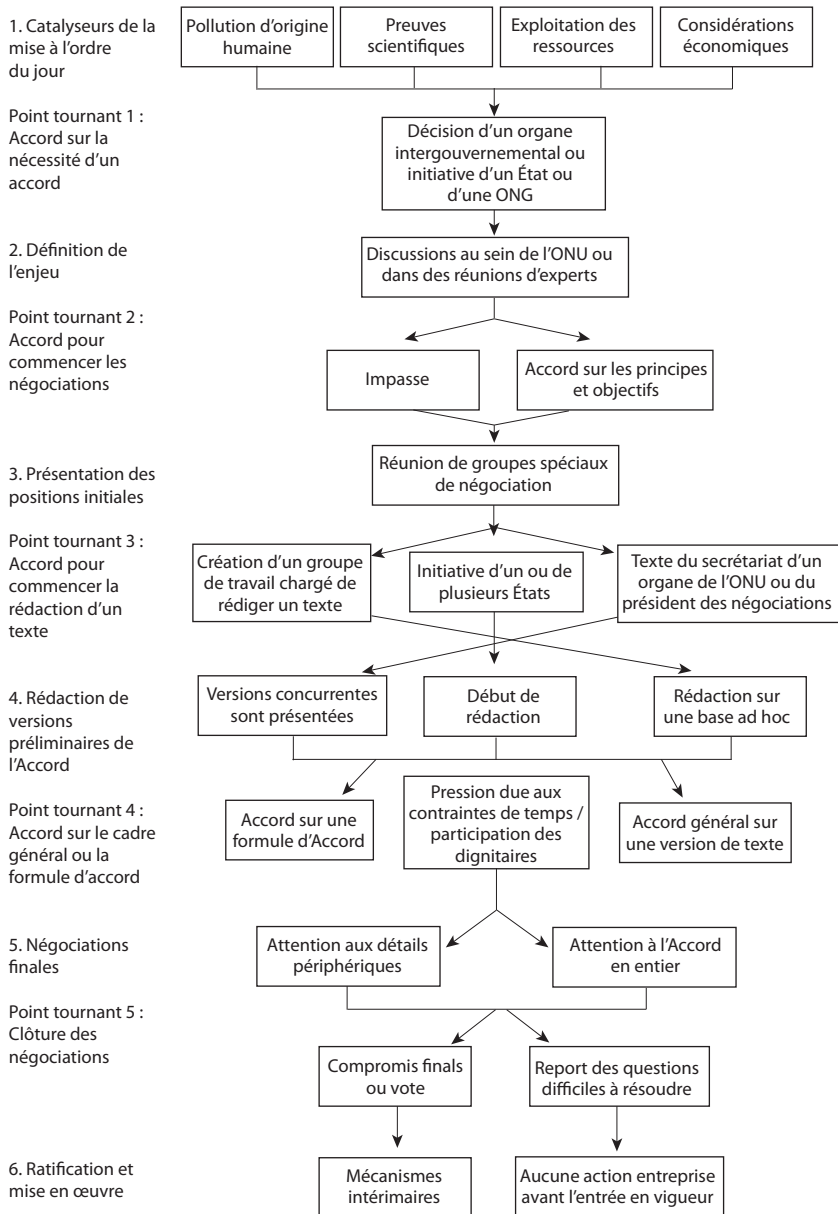 1. Catalyseurs de la
mise à l’ordre
du jour
Pollution d’origine
humaine
Preuves
scientifiques
Exploitation des
ressources
Considérations
économiques
Point tournant 1 :
Accord sur la
nécessité d’un
accord
Décision d’un organe
intergouvernemental ou
initiative d’un État ou
d’une ONG
2. Définition de
l’enjeu
Discussions au sein de l’ONU ou
dans des réunions d’experts
Point tournant 2 :
Accord pour
commencer les
négociations
Impasse
Accord sur les principes
et objectifs
3. Présentation des
positions initiales
Réunion de groupes spéciaux
de négociation
Point tournant 3 :
Accord pour
commencer la
rédaction d’un
texte
Création d’un groupe
de travail chargé de
rédiger un texte
Initiative d’un ou de
plusieurs États
Texte du secrétariat d’un
organe de l’ONU ou du
président des négociations
4. Rédaction de
versions
préliminaires de
l’Accord
Versions concurrentes
sont présentées
Début de
rédaction
Rédaction sur
une base ad hoc
Point tournant 4 :
Accord sur le cadre
général ou la
formule d’accord
Accord sur une
formule d’Accord
Pression due aux
contraintes de temps /
participation des
dignitaires
Accord général sur
une version de texte
5. Négociations
finales
Attention aux détails
périphériques
Attention à l’Accord
en entier
Point tournant 5 :
Clôture des
négociations
Compromis finals
ou vote
Report des questions
difficiles à résoudre
6. Ratification et
mise en œuvre
Mécanismes
intérimaires
Aucune action entreprise
avant l’entrée en vigueur